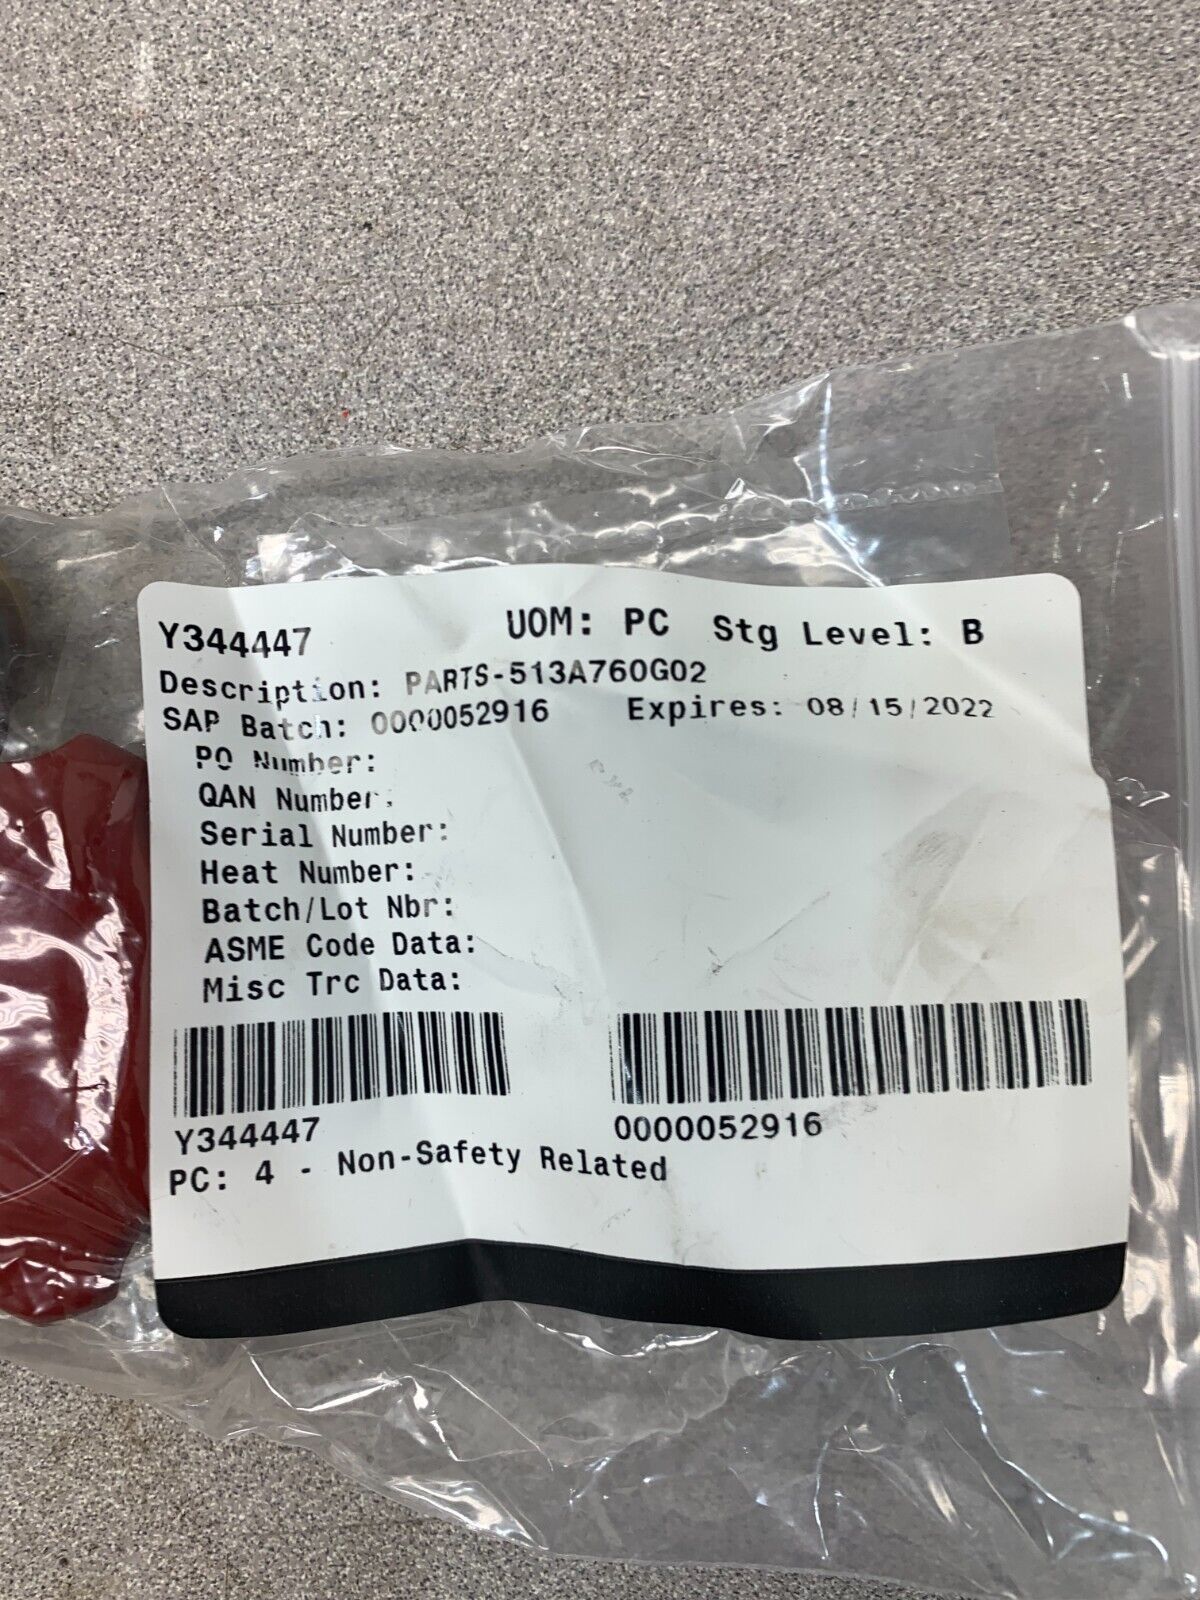 Y344447 UOM: PC Stg Level: B
Description: PARTS-513A760G02
SAP Batch: 0000052916 Expires: 08/15/2022
PO Number:
QAN Number:
Serial Number:
Heat Number:
Batch/Lot Nbr:
ASME Code Data:
Misc Trc Data:
Y344447 0000052916
PC: 4 - Non-Safety Related